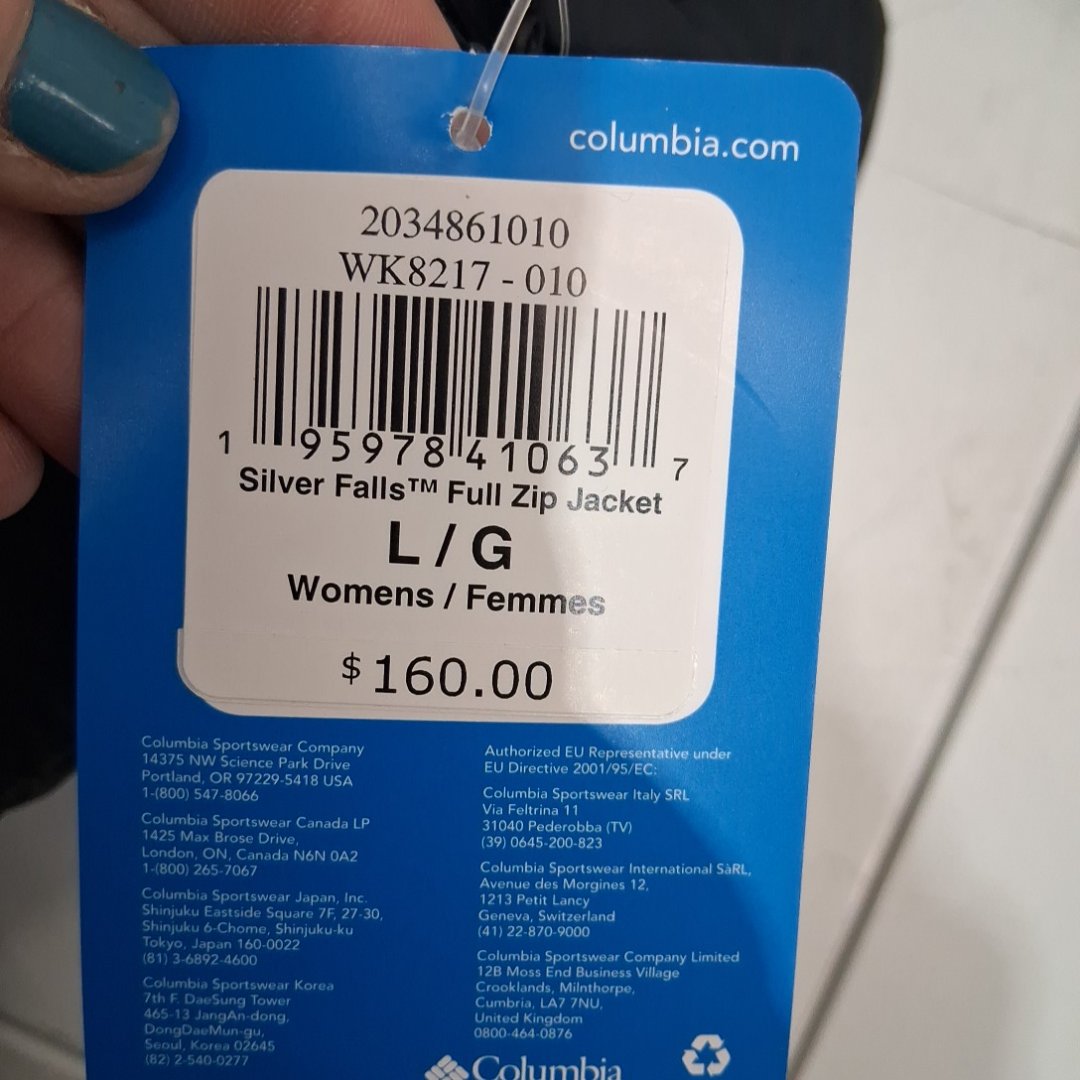 columbia.com
2034861010
WK8217 - 010
1 95978 41063 7
Silver Falls™ Full Zip Jacket
L / G
Womens / Femmes
$ 160.00
Columbia Sportswear Company
14375 NW Science Park Drive
Portland, OR 97229-5418 USA
1-(800) 547-8066
Columbia Sportswear Canada LP
1425 Max Brose Drive,
London, ON, Canada N6N 0A2
1-(800) 265-7067
Columbia Sportswear Japan, Inc.
Shinjuku Eastside Square 7F, 27-30,
Shinjuku 6-Chome, Shinjuku-ku
Tokyo, Japan 160-0022
(81) 3-6892-4600
Columbia Sportswear Korea
7th F. DaeSung Tower
465-13 JangAn-dong,
DongDaeMun-gu,
Seoul, Korea 02645
(82) 2-540-0277
Authorized EU Representative under
EU Directive 2001/95/EC:
Columbia Sportswear Italy SRL
Via Feltrina 11
31040 Pederobba (TV)
(39) 0645-200-823
Columbia Sportswear International SàRL,
Avenue des Morgines 12,
1213 Petit Lancy
Geneva, Switzerland
(41) 22-870-9000
Columbia Sportswear Company Limited
12B Moss End Business Village
Crooklands, Milnthorpe,
Cumbria, LA7 7NU,
United Kingdom
0800-464-0876
Columbia